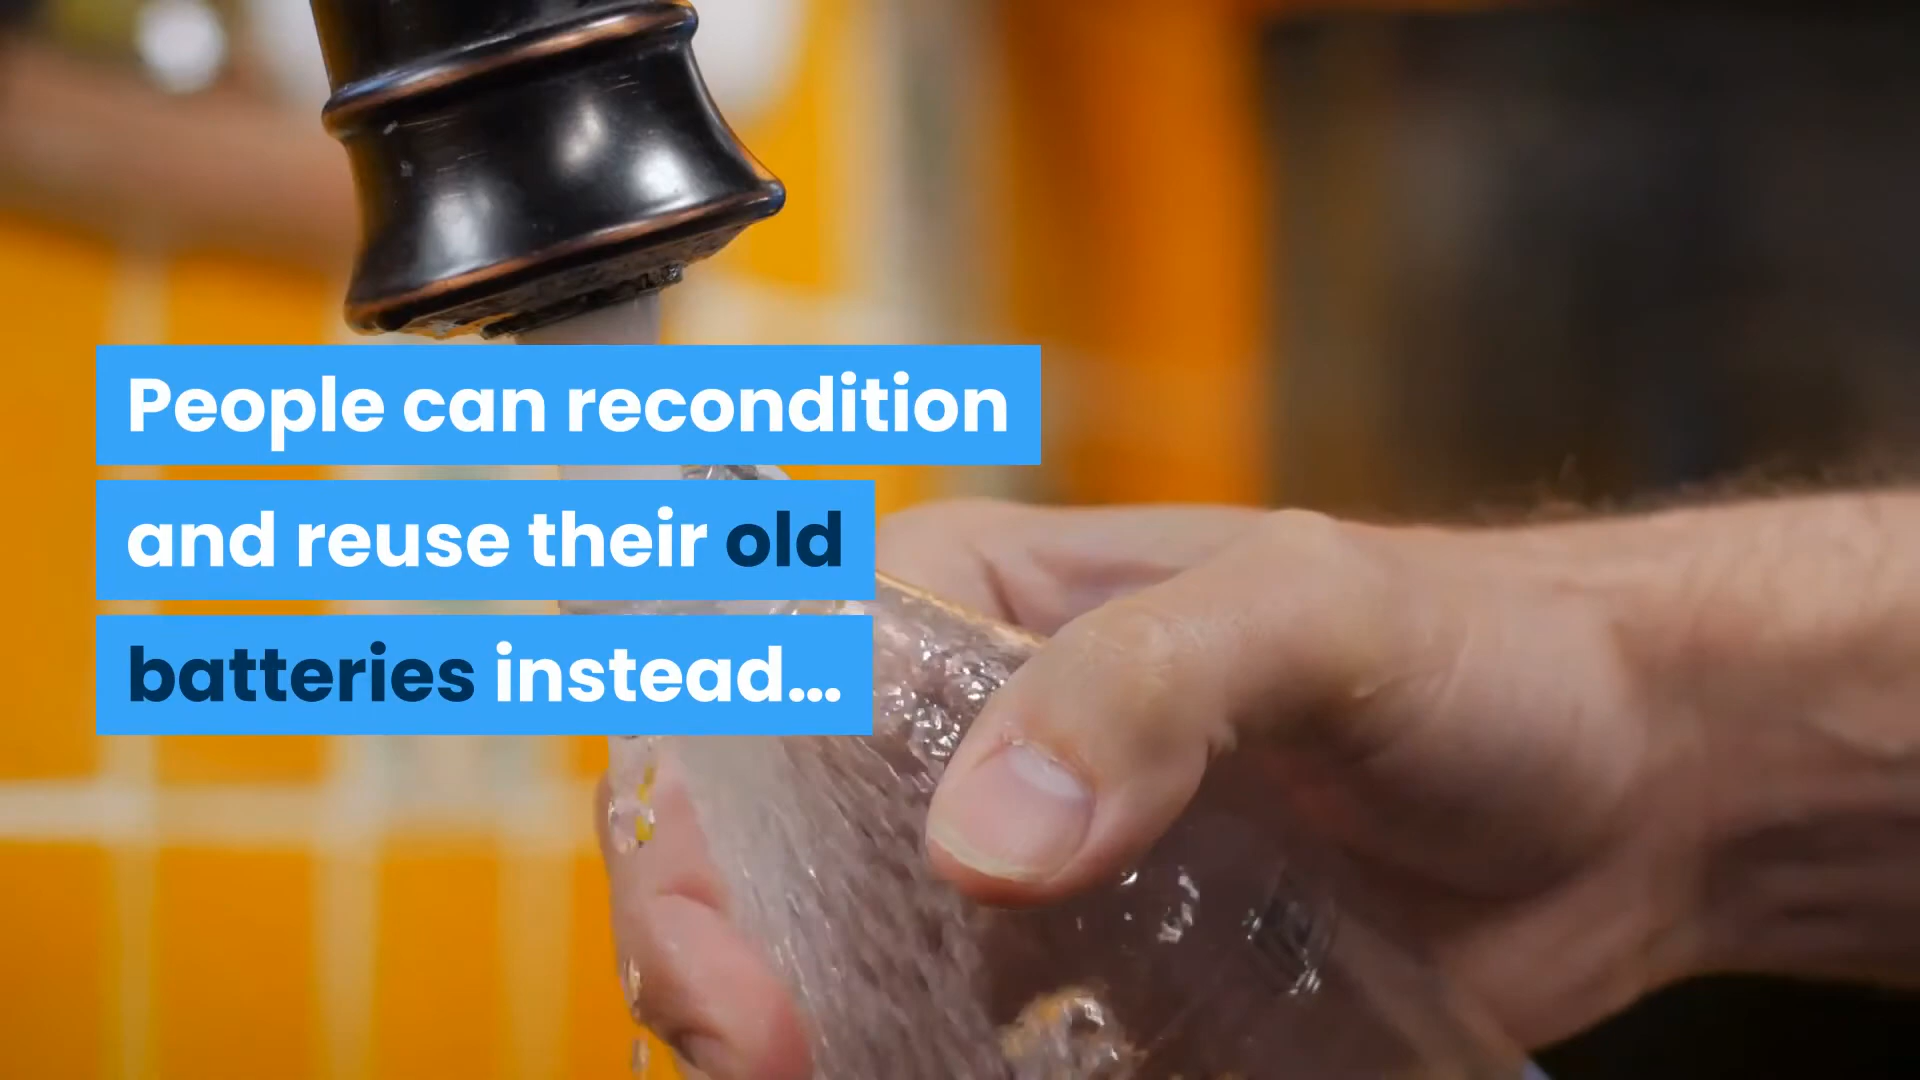 People can recondition
and reuse their old
batteries instead...